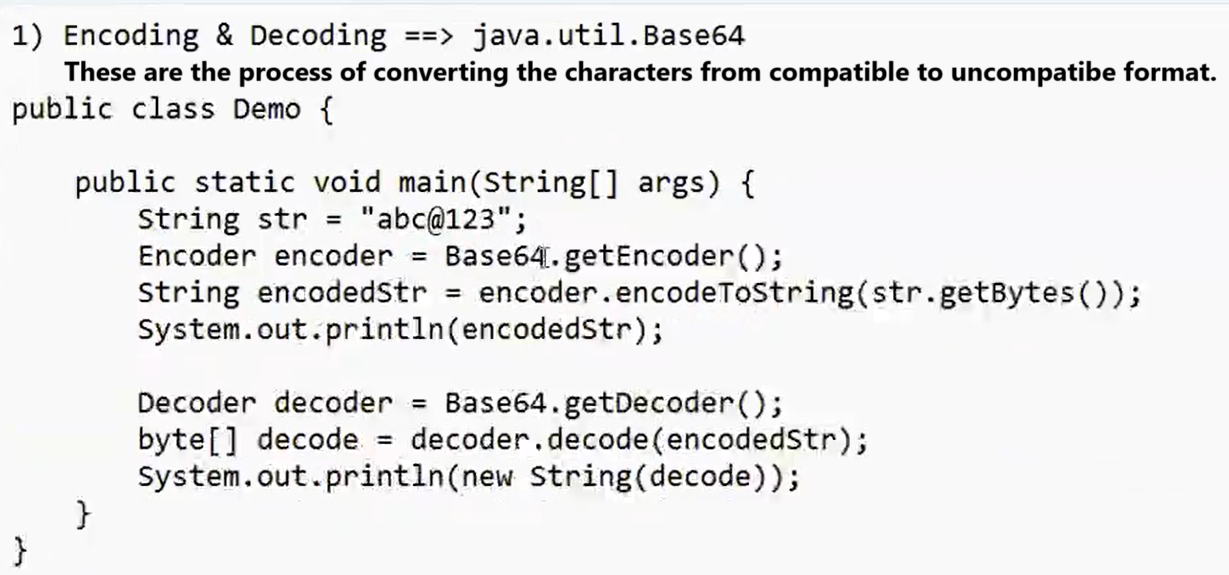 1) Encoding & Decoding ==> java.util.Base64
These are the process of converting the characters from compatible to uncompatibe format.
public class Demo {
public static void main(String[] args) {
String str = "abc@123";
Encoder encoder = Base64.getEncoder();
String encodedStr = encoder.encodeToString(str.getBytes());
System.out.println(encodedStr);
Decoder decoder = Base64.getDecoder();
byte[] decode = decoder.decode(encodedStr);
System.out.println(new String(decode));
}
}